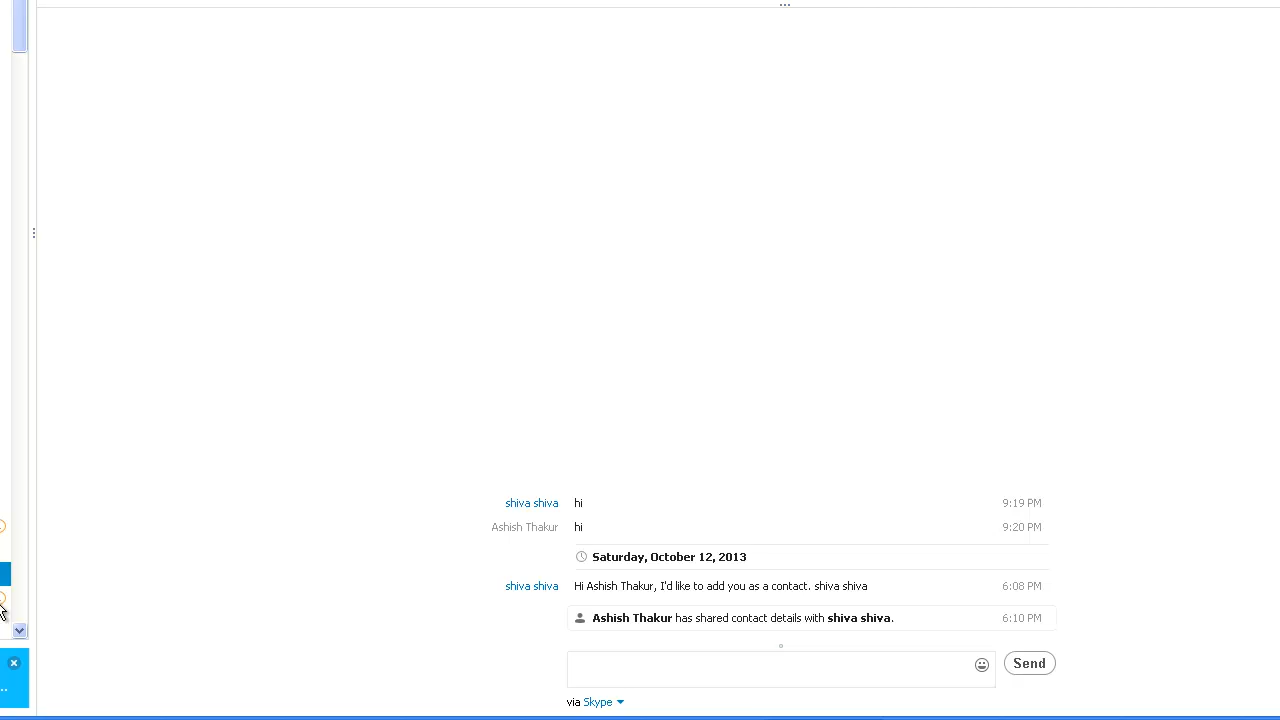 shiva shiva hi 9:19 PM
Ashish Thakur hi 9:20 PM
Saturday, October 12, 2013
shiva shiva Hi Ashish Thakur, I'd like to add you as a contact. shiva shiva 6:08 PM
Ashish Thakur has shared contact details with shiva shiva. 6:10 PM
Send
via Skype